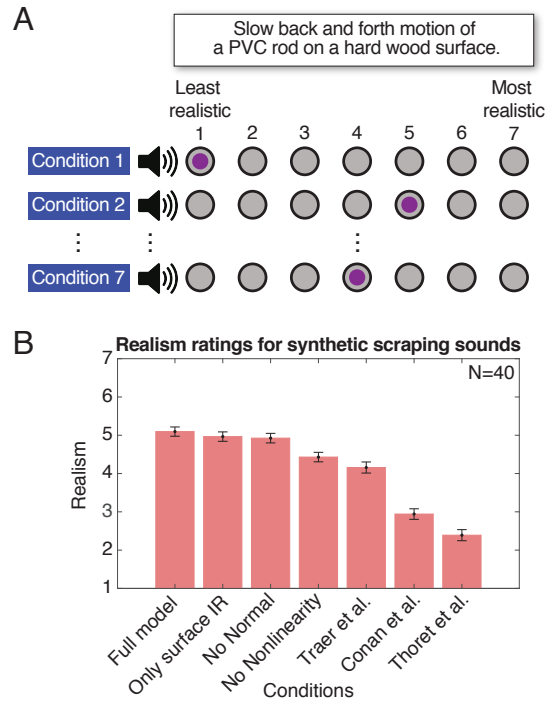 A
Slow back and forth motion of
a PVC rod on a hard wood surface.
Least
realistic
Most
realistic
1 2 3 4 5 6 7
Condition 1
Condition 2
⋮ ⋮ ⋮
Condition 7
B
Realism ratings for synthetic scraping sounds
N=40
7
6
5
4
3
2
1
Realism
Full model
Only surface IR
No Normal
No Nonlinearity
Traer et al.
Conan et al.
Thoret et al.
Conditions